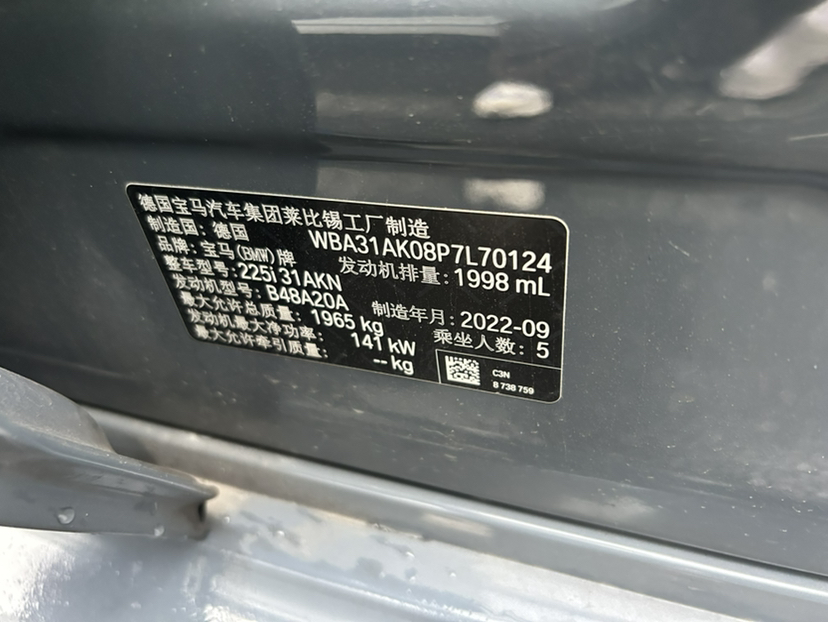 德国宝马汽车集团莱比锡工厂制造
制造国: 德国 WBA31AK08P7L70124
品牌: 宝马(BMW)牌 发动机排量: 1998 mL
整车型号: 225i 31AKN
发动机型号: B48A20A 制造年月: 2022-09
最大允许总质量: 1965 kg 乘坐人数: 5
发动机最大净功率: 141 kW
最大允许牵引质量: -- kg
C3N
8 738 759